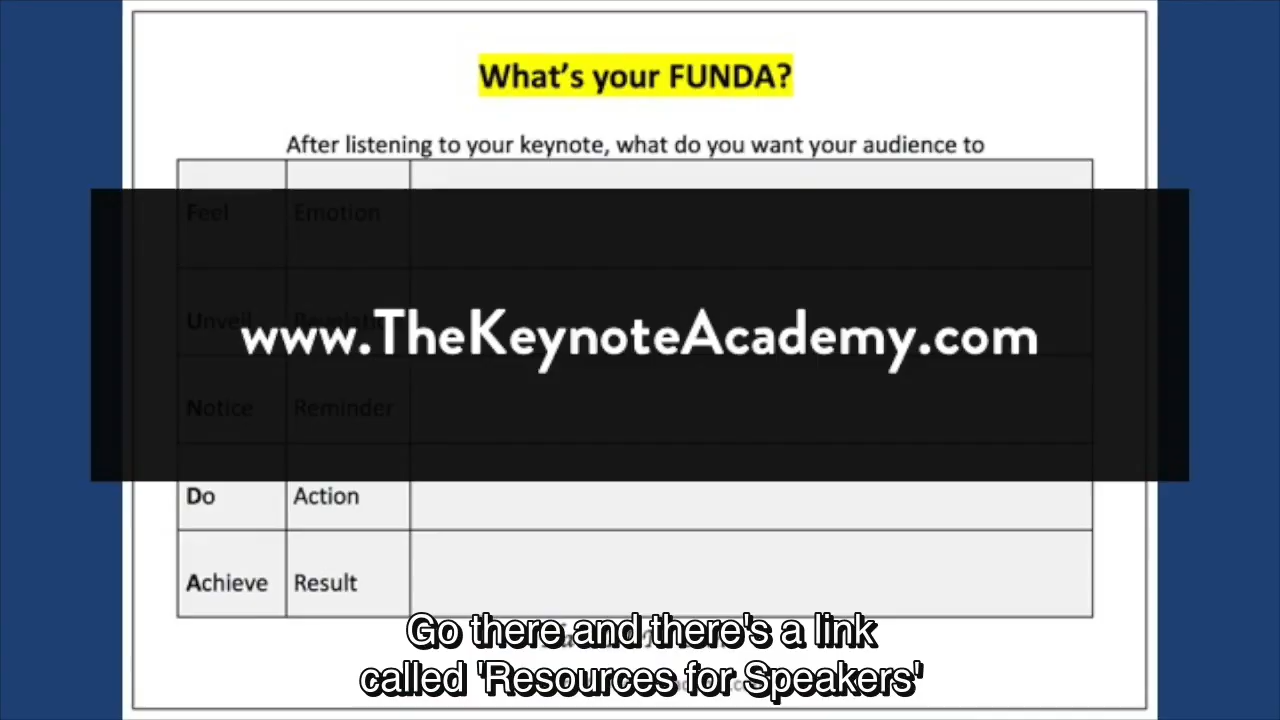 What's your FUNDA?
After listening to your keynote, what do you want your audience to
Feel Emotion
Unveil
www.TheKeynoteAcademy.com
Notice Reminder
Do Action
Achieve Result
Go there and there's a link
called 'Resources for Speakers'